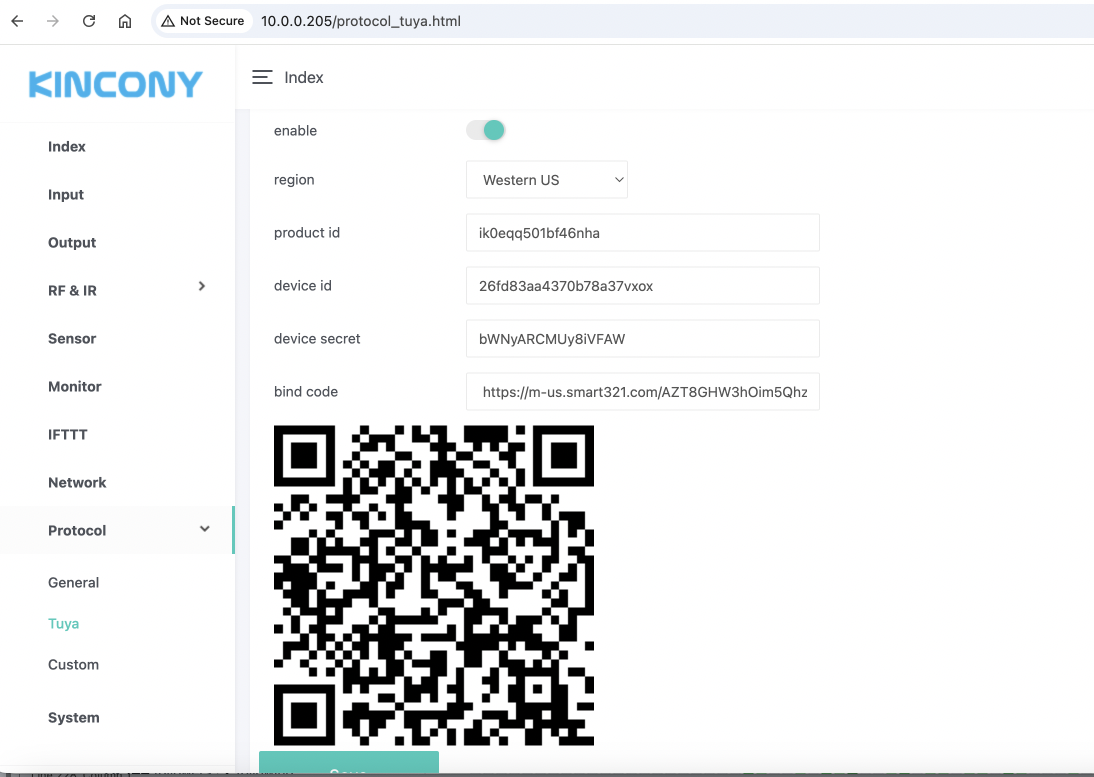 Not Secure 10.0.0.205/protocol_tuya.html
KINCONY
Index
Index
Input
Output
RF & IR
Sensor
Monitor
IFTTT
Network
Protocol
General
Tuya
Custom
System
enable
region Western US
product id ik0eqq501bf46nha
device id 26fd83aa4370b78a37vxox
device secret bWNyARCMUy8iVFAW
bind code https://m-us.smart321.com/AZT8GHW3hOim5Qhz